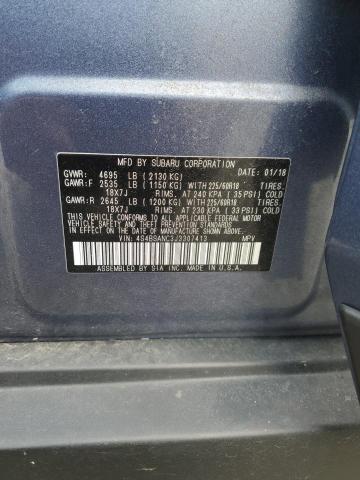 MFD BY SUBARU CORPORATION
GVWR: 4695 LB (2130 KG) DATE: 01/18
GAWR:F 2535 LB (1150 KG) WITH 225/60R18 TIRES,
18X7J RIMS, AT 240 KPA (35 PSI) COLD
GAWR:R 2645 LB (1200 KG) WITH 225/60R18 TIRES,
18X7J RIMS, AT 230 KPA (33 PSI) COLD
THIS VEHICLE CONFORMS TO ALL APPLICABLE FEDERAL MOTOR
VEHICLE SAFETY, BUMPER, AND THEFT PREVENTION STANDARDS
IN EFFECT ON THE DATE OF MANUFACTURE SHOWN ABOVE.
VIN: 4S4BSANC3J3307413 MPV
ASSEMBLED BY SIA INC. MADE IN U.S.A.